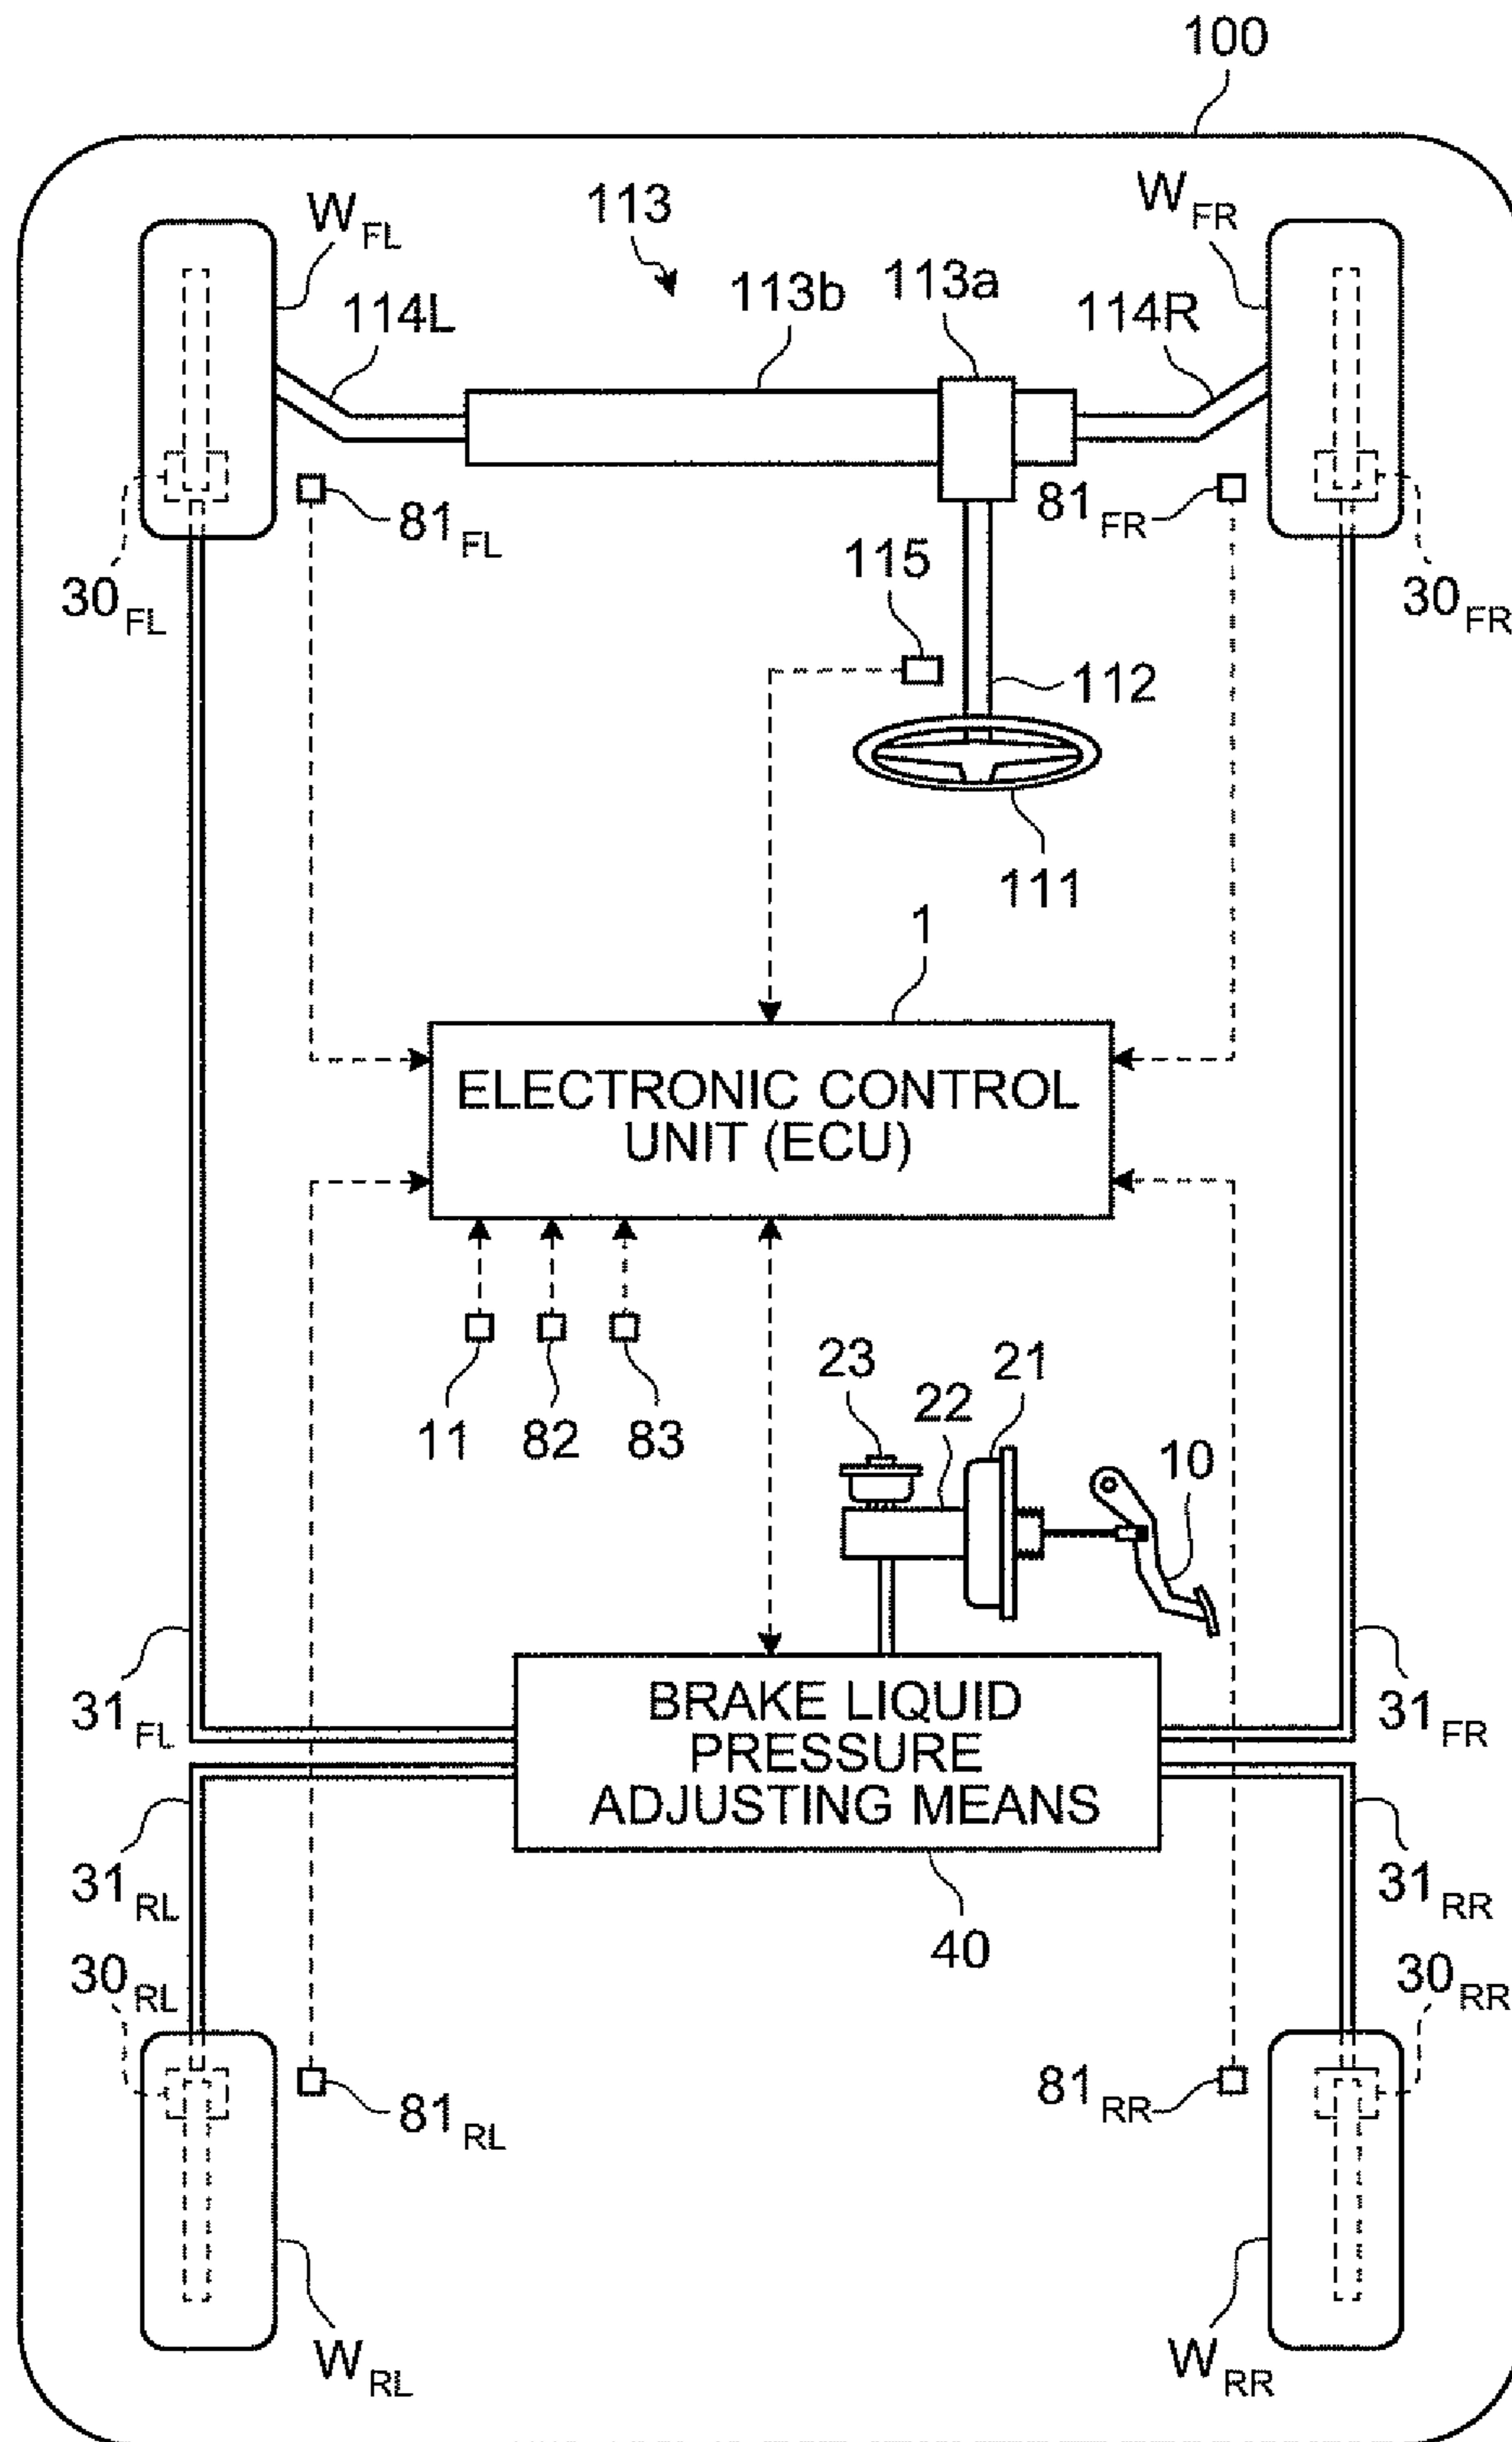 100
W FL
113
W FR
113b
113a
114L
114R
81 FL
81 FR
30 FL
115
30 FR
112
111
1
ELECTRONIC CONTROL
UNIT (ECU)
11
82
83
23
22
21
10
31 FL
BRAKE LIQUID
PRESSURE
ADJUSTING MEANS
31 FR
31 RL
31 RR
40
30 RL
30 RR
81 RL
81 RR
W RL
W RR